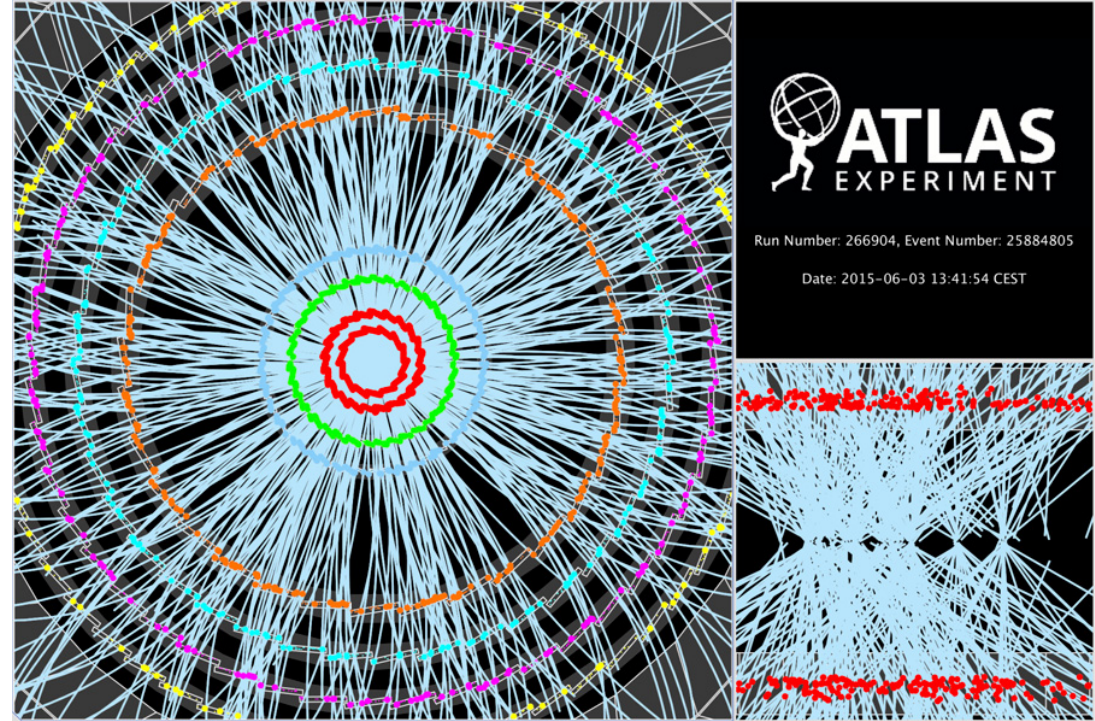 ATLAS
EXPERIMENT
Run Number: 266904, Event Number: 25884805
Date: 2015-06-03 13:41:54 CEST